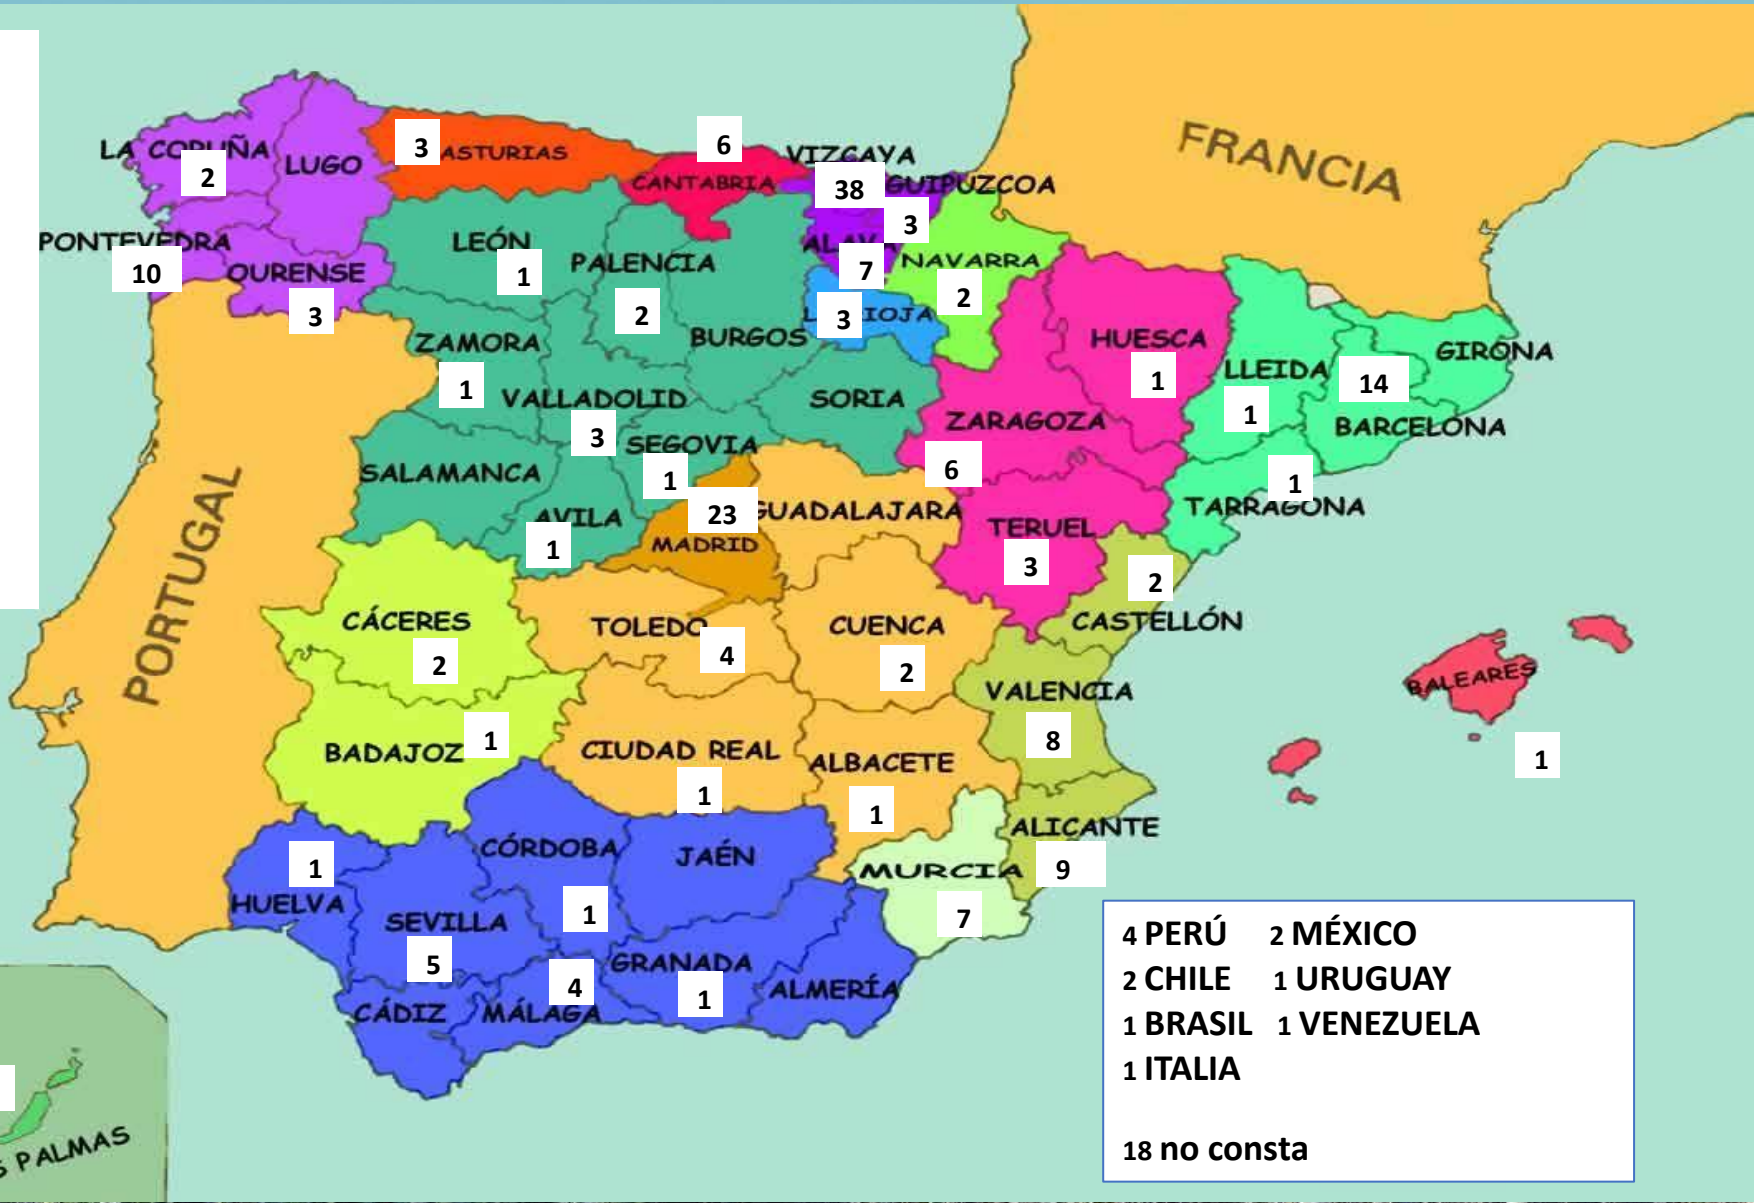 FRANCIA
LA CORUÑA
2
LUGO
3
ASTURIAS
6
CANTABRIA
VIZCAYA
38
GUIPUZCOA
3
PONTEVEDRA
10
OURENSE
3
LEÓN
1
PALENCIA
2
BURGOS
ALAVA
7
NAVARRA
2
3
ZAMORA
1
VALLADOLID
3
SORIA
SEGOVIA
1
SALAMANCA
AVILA
1
HUESCA
1
ZARAGOZA
6
TERUEL
3
LLEIDA
1
14
GIRONA
BARCELONA
1
TARRAGONA
23
MADRID
GUADALAJARA
PORTUGAL
CÁCERES
2
TOLEDO
4
CUENCA
2
2
CASTELLÓN
VALENCIA
8
BALEARES
1
BADAJOZ
1
CIUDAD REAL
1
ALBACETE
1
ALICANTE
9
MURCIA
7
1
HUELVA
SEVILLA
5
CÓRDOBA
1
JAÉN
GRANADA
1
ALMERÍA
CÁDIZ
4
MÁLAGA
PALMAS
4 PERÚ 2 MÉXICO
2 CHILE 1 URUGUAY
1 BRASIL 1 VENEZUELA
1 ITALIA
18 no consta